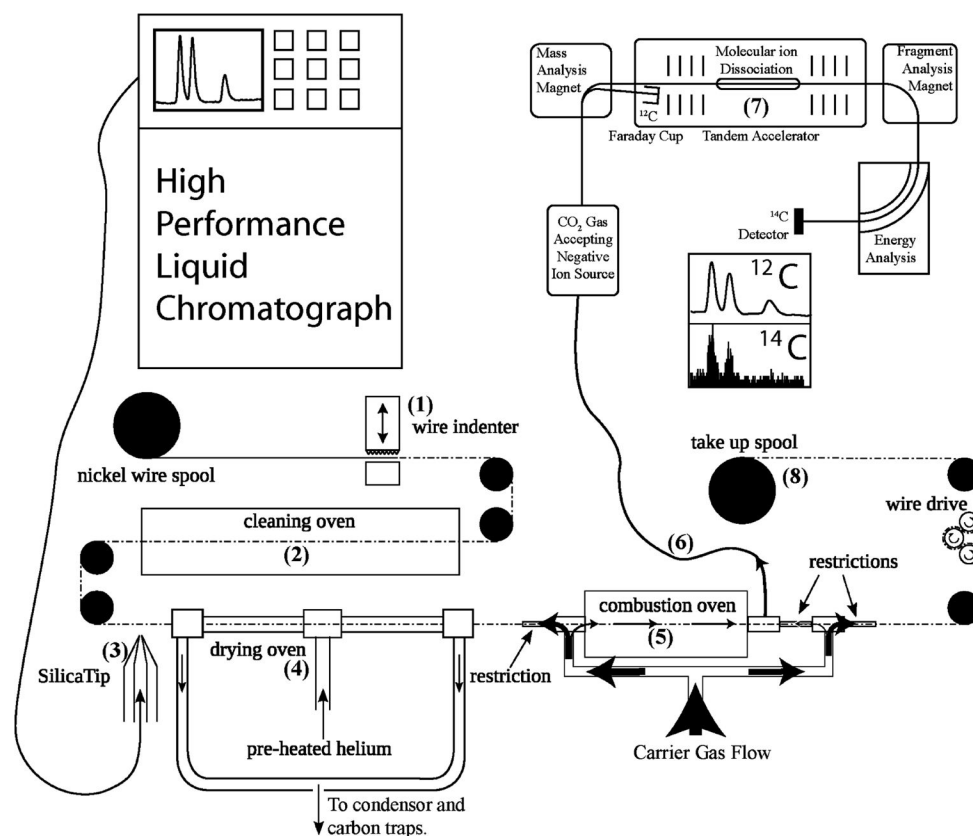 High
Performance
Liquid
Chromatograph
Mass
Analysis
Magnet
Molecular ion
Dissociation
(7)
Fragment
Analysis
Magnet
¹²C
Faraday Cup
Tandem Accelerator
CO₂ Gas
Accepting
Negative
Ion Source
¹⁴C
Detector
Energy
Analysis
¹²C
¹⁴C
(1)
wire indenter
nickel wire spool
take up spool
(8)
wire drive
cleaning oven
(2)
(6)
restrictions
(3)
SilicaTip
drying oven
(4)
combustion oven
(5)
restriction
pre-heated helium
Carrier Gas Flow
To condensor and
carbon traps.